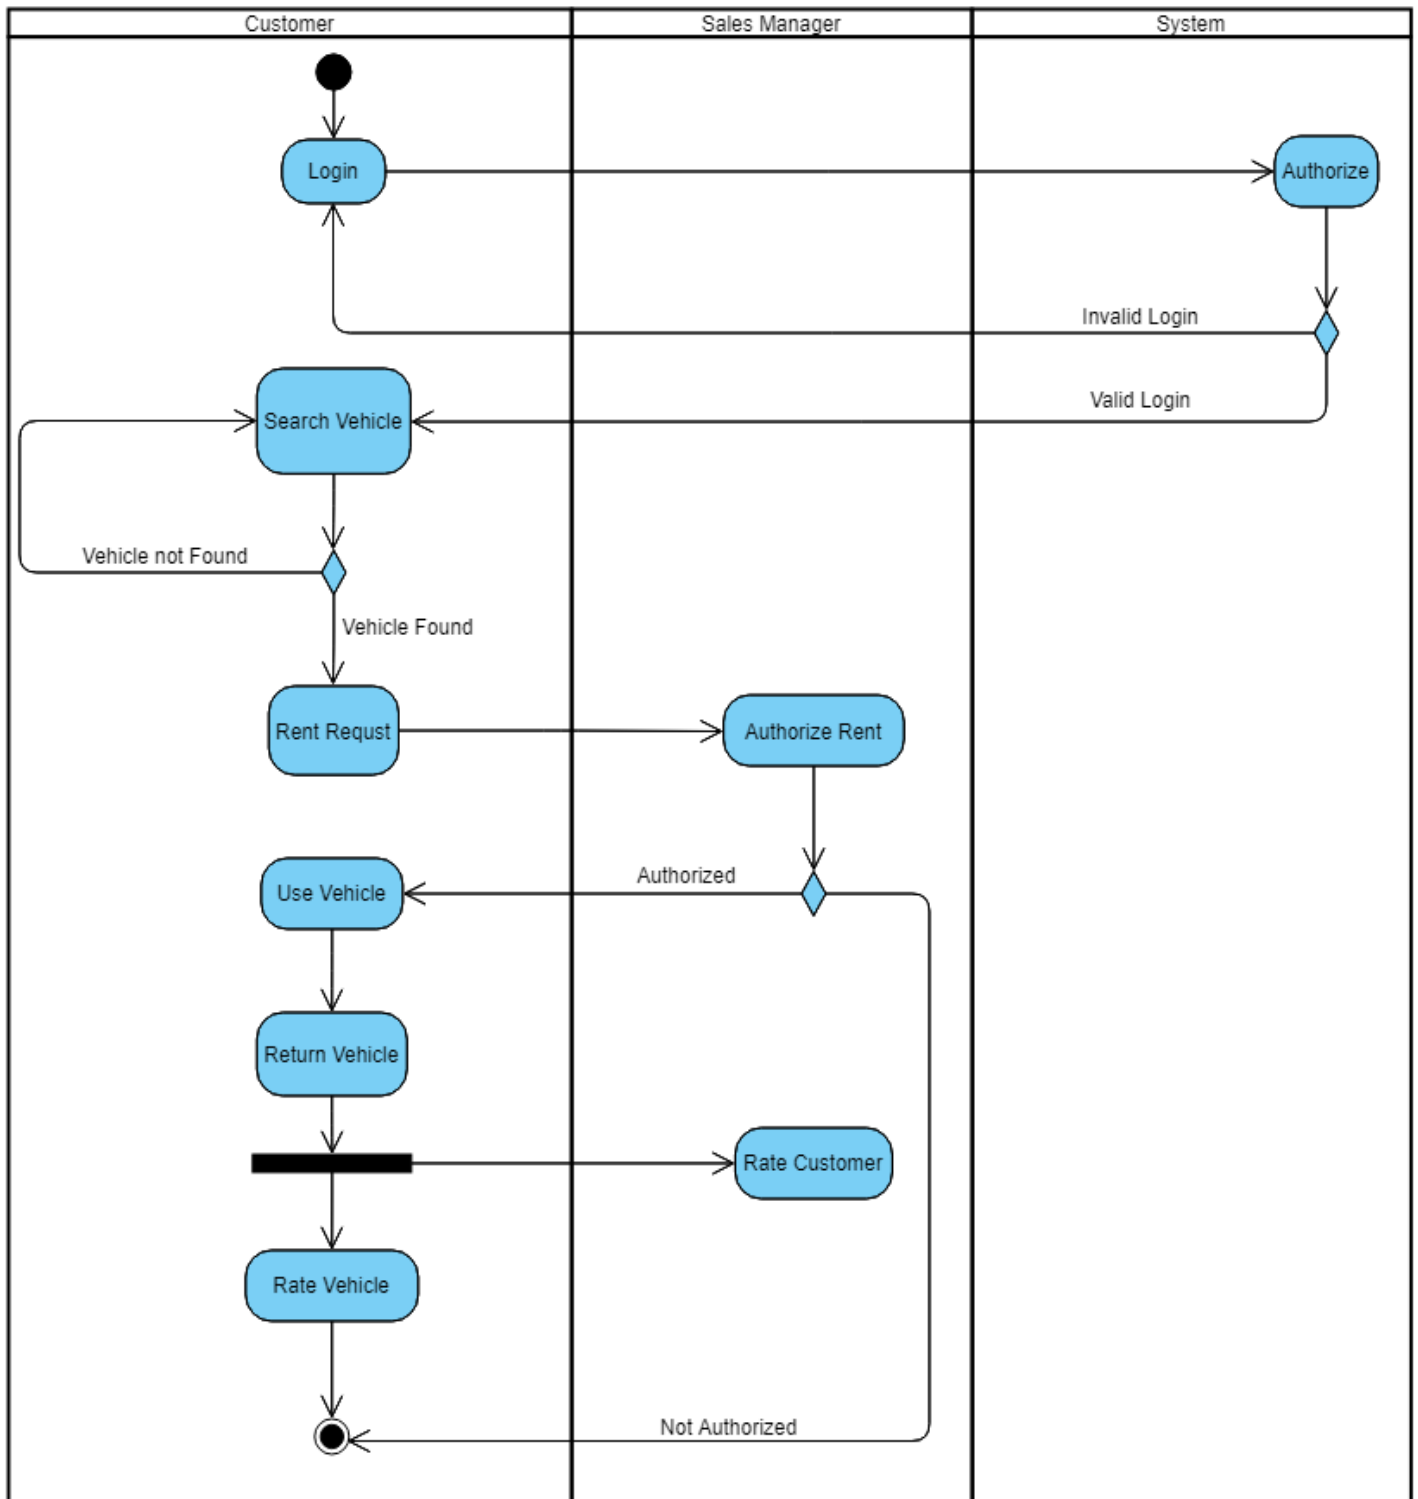 Customer
Sales Manager
System
Login
Authorize
Invalid Login
Valid Login
Search Vehicle
Vehicle not Found
Vehicle Found
Rent Requst
Authorize Rent
Authorized
Use Vehicle
Return Vehicle
Rate Customer
Rate Vehicle
Not Authorized